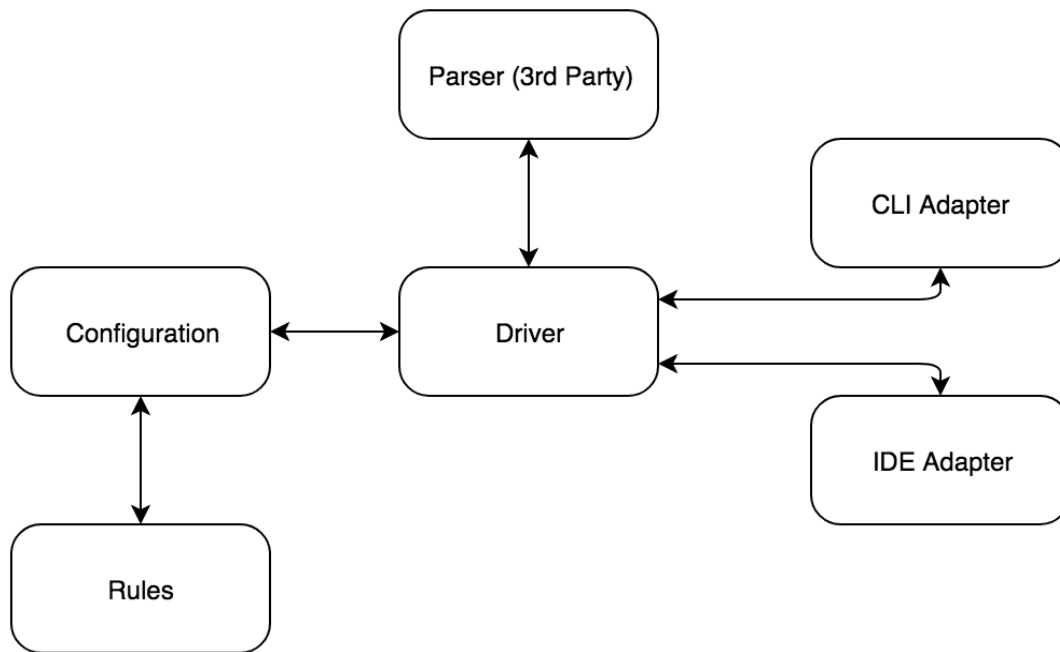 Parser (3rd Party)
CLI Adapter
Configuration
Driver
IDE Adapter
Rules